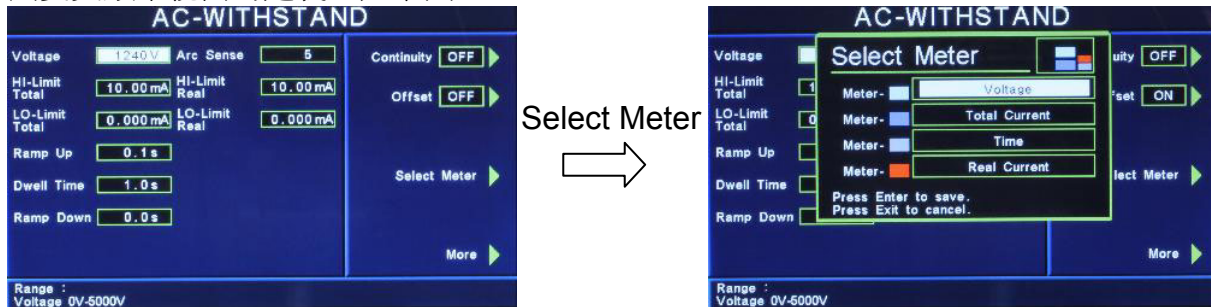 AC-WITHSTAND
Voltage 1240V Arc Sense 5
HI-Limit Total 10.00mA HI-Limit Real 10.00mA
LO-Limit Total 0.000mA LO-Limit Real 0.000mA
Ramp Up 0.1s
Dwell Time 1.0s
Ramp Down 0.0s
Continuity OFF
Offset OFF
Select Meter
More
Range :
Voltage 0V-5000V
Select Meter
AC-WITHSTAND
Voltage
HI-Limit
Total
LO-Limit
Total
Ramp Up
Dwell Time
Ramp Down
Select Meter
Meter- Voltage
Meter- Total Current
Meter- Time
Meter- Real Current
Press Enter to save.
Press Exit to cancel.
uity OFF
set ON
lect Meter
More
Range :
Voltage 0V-5000V